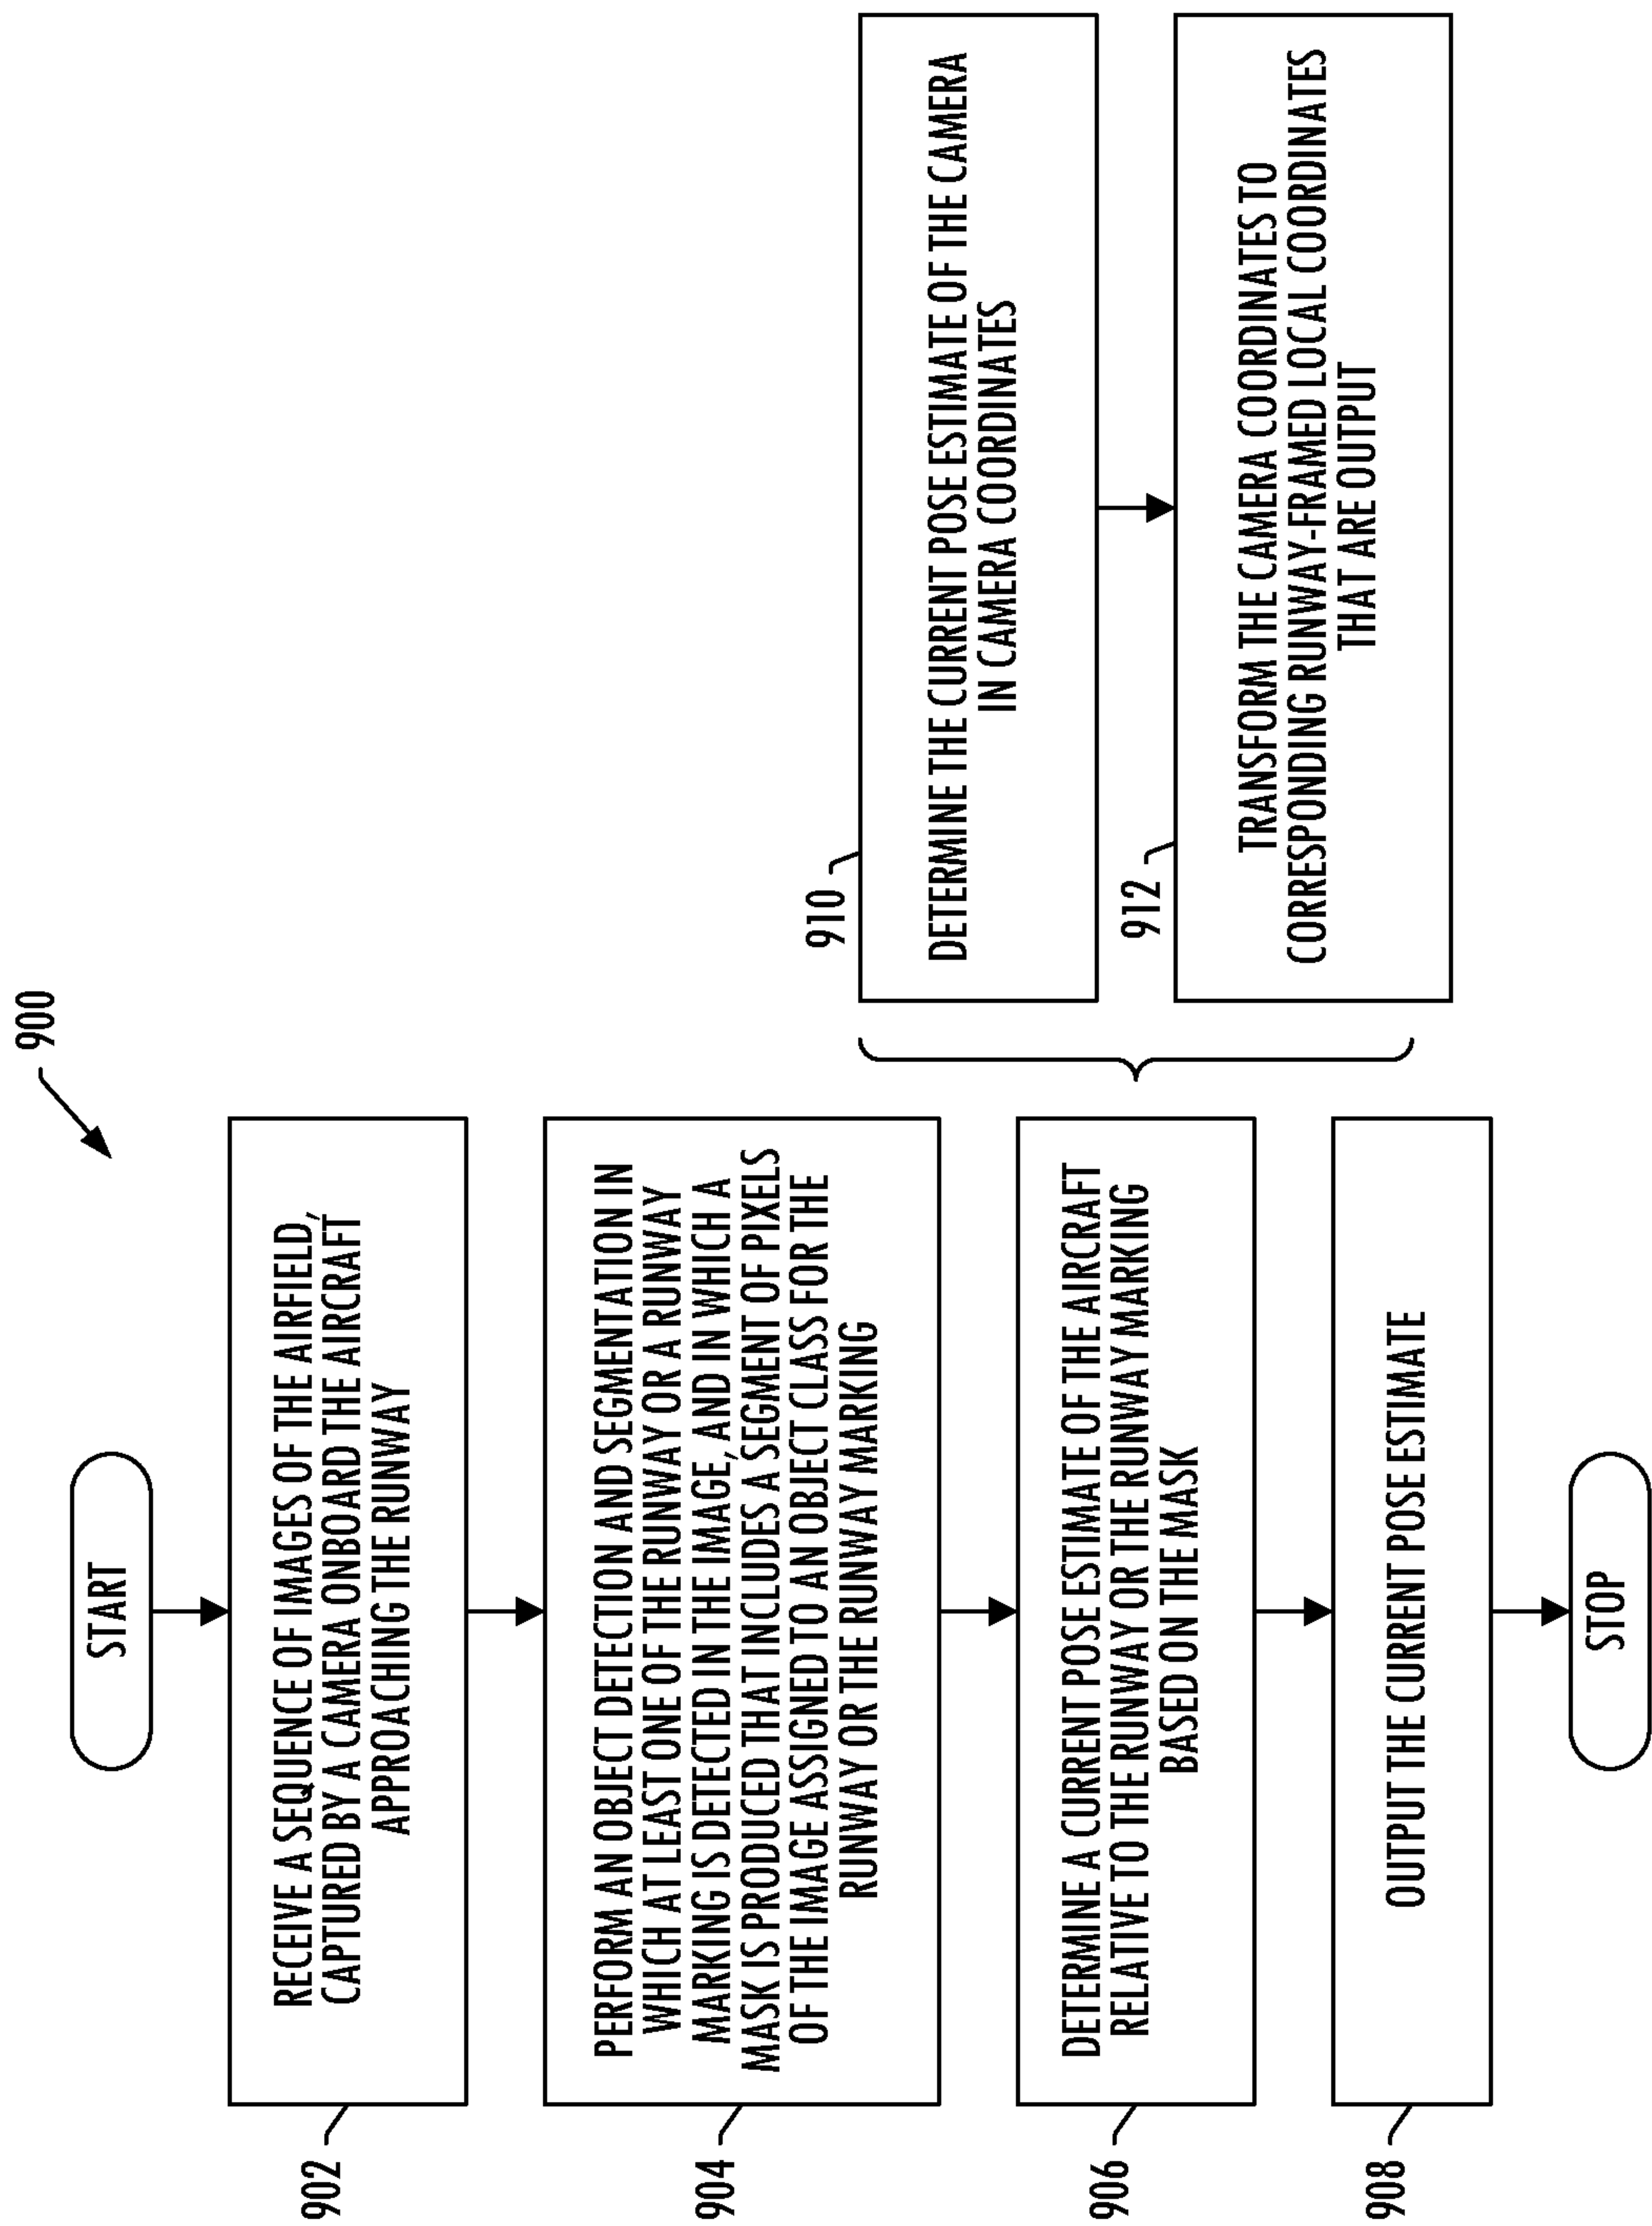 900
START
902
RECEIVE A SEQUENCE OF IMAGES OF THE AIRFIELD,
CAPTURED BY A CAMERA ONBOARD THE AIRCRAFT
APPROACHING THE RUNWAY
904
PERFORM AN OBJECT DETECTION AND SEGMENTATION IN
WHICH AT LEAST ONE OF THE RUNWAY OR A RUNWAY
MARKING IS DETECTED IN THE IMAGE, AND IN WHICH A
MASK IS PRODUCED THAT INCLUDES A SEGMENT OF PIXELS
OF THE IMAGE ASSIGNED TO AN OBJECT CLASS FOR THE
RUNWAY OR THE RUNWAY MARKING
906
DETERMINE A CURRENT POSE ESTIMATE OF THE AIRCRAFT
RELATIVE TO THE RUNWAY OR THE RUNWAY MARKING
BASED ON THE MASK
908
OUTPUT THE CURRENT POSE ESTIMATE
STOP
910
DETERMINE THE CURRENT POSE ESTIMATE OF THE CAMERA
IN CAMERA COORDINATES
912
TRANSFORM THE CAMERA COORDINATES TO
CORRESPONDING RUNWAY-FRAMED LOCAL COORDINATES
THAT ARE OUTPUT